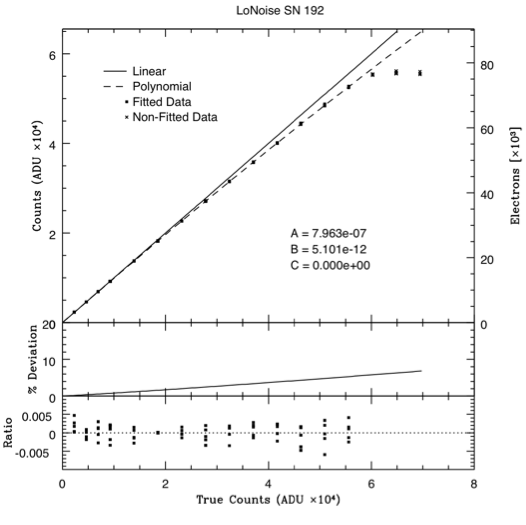 LoNoise SN 192
Linear
Polynomial
Fitted Data
Non-Fitted Data
A = 7.963e-07
B = 5.101e-12
C = 0.000e+00
Counts (ADU ×10⁴)
6
4
2
Electrons [×10³]
80
60
40
20
0
% Deviation
20
10
0
Ratio
0.005
0
-0.005
0
2
4
6
8
True Counts (ADU ×10⁴)